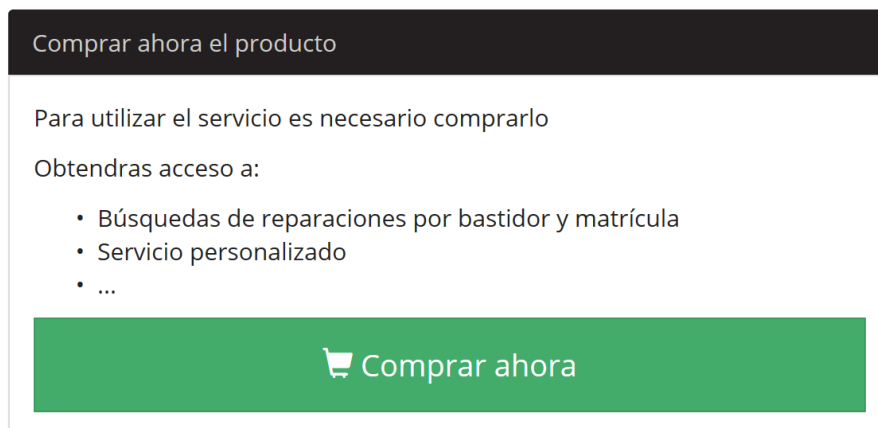 Comprar ahora el producto
Para utilizar el servicio es necesario comprarlo
Obtendras acceso a:
• Búsquedas de reparaciones por bastidor y matrícula
• Servicio personalizado
• ...
Comprar ahora